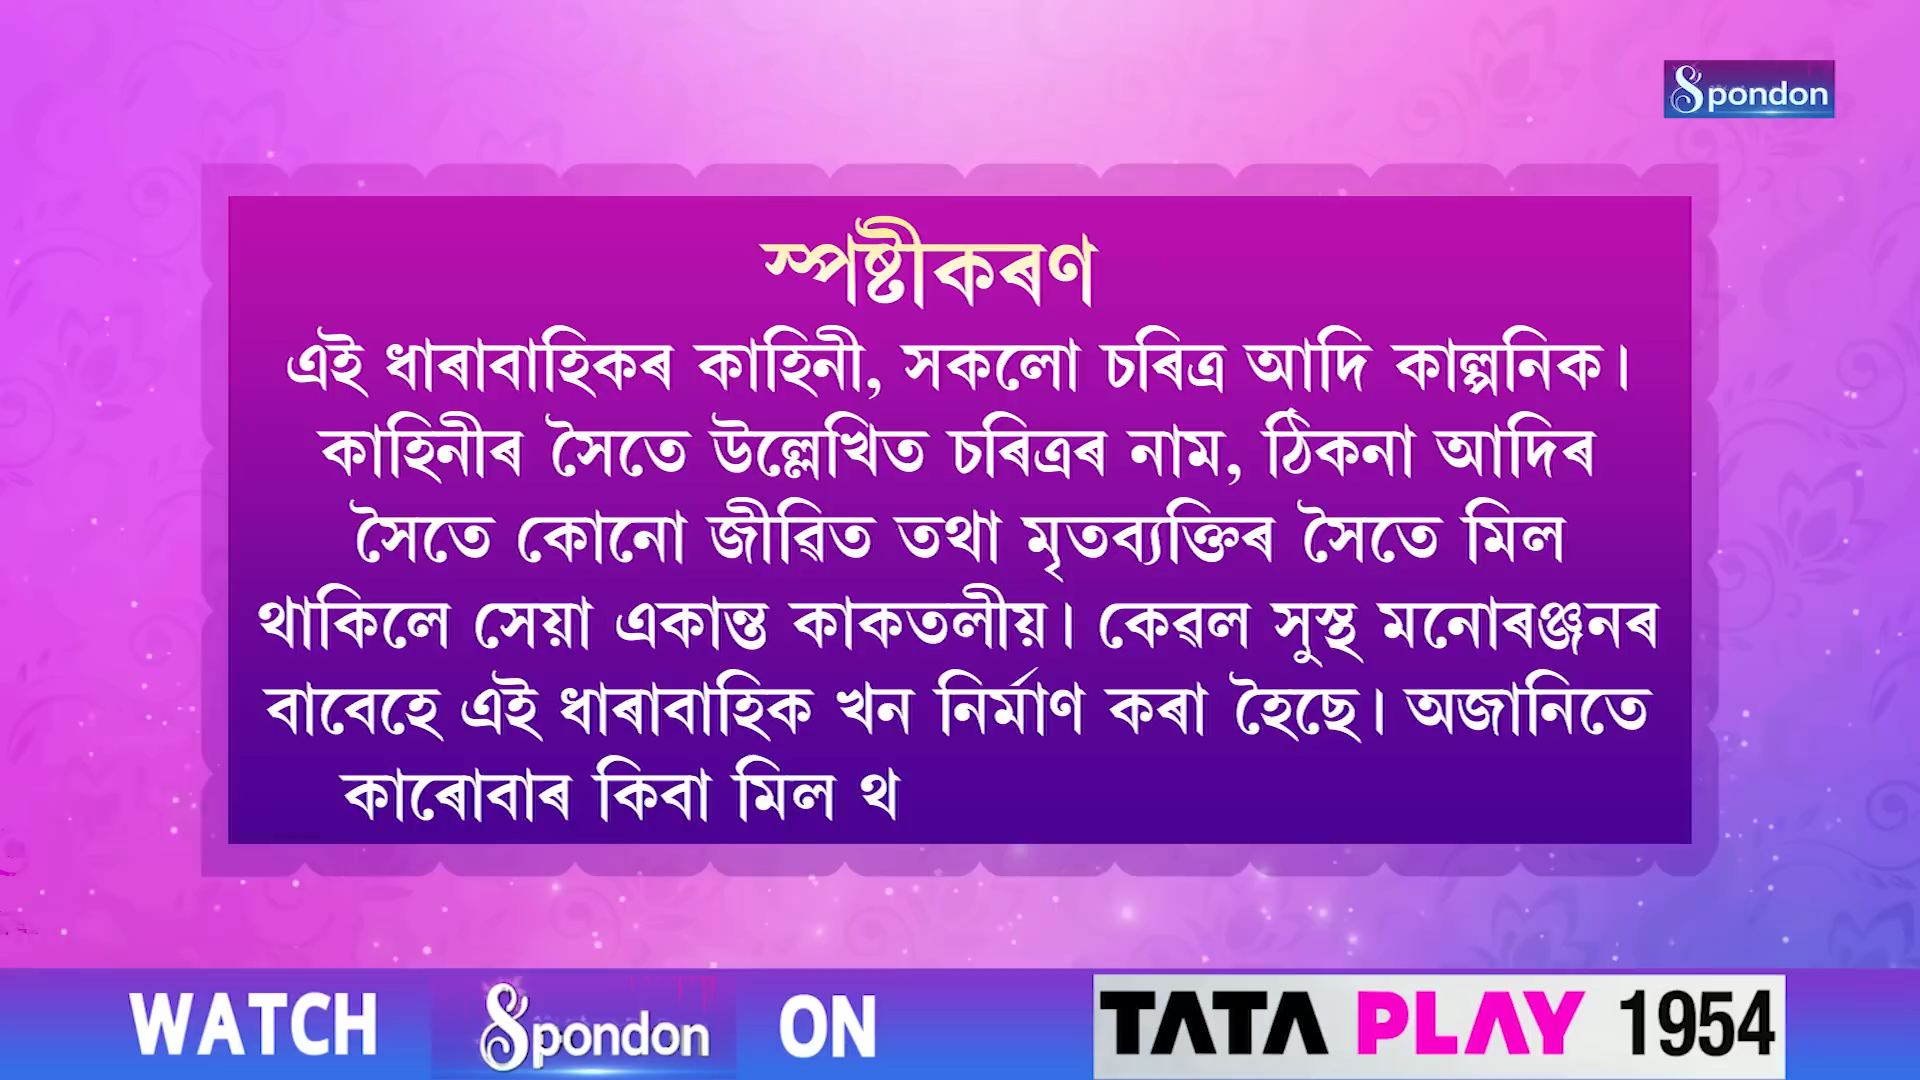 Spondon
স্পষ্টীকৰণ
এই ধাৰাবাহিকৰ কাহিনী, সকলো চৰিত্ৰ আদি কাল্পনিক।
কাহিনীৰ সৈতে উল্লেখিত চৰিত্ৰৰ নাম, ঠিকনা আদিৰ
সৈতে কোনো জীৱিত তথা মৃতব্যক্তিৰ সৈতে মিল
থাকিলে সেয়া একান্ত কাকতলীয়। কেৱল সুস্থ মনোৰঞ্জনৰ
বাবেহে এই ধাৰাবাহিক খন নিৰ্মাণ কৰা হৈছে। অজানিতে
কাৰোবাৰ কিবা মিল থ
WATCH Spondon ON TATA PLAY 1954